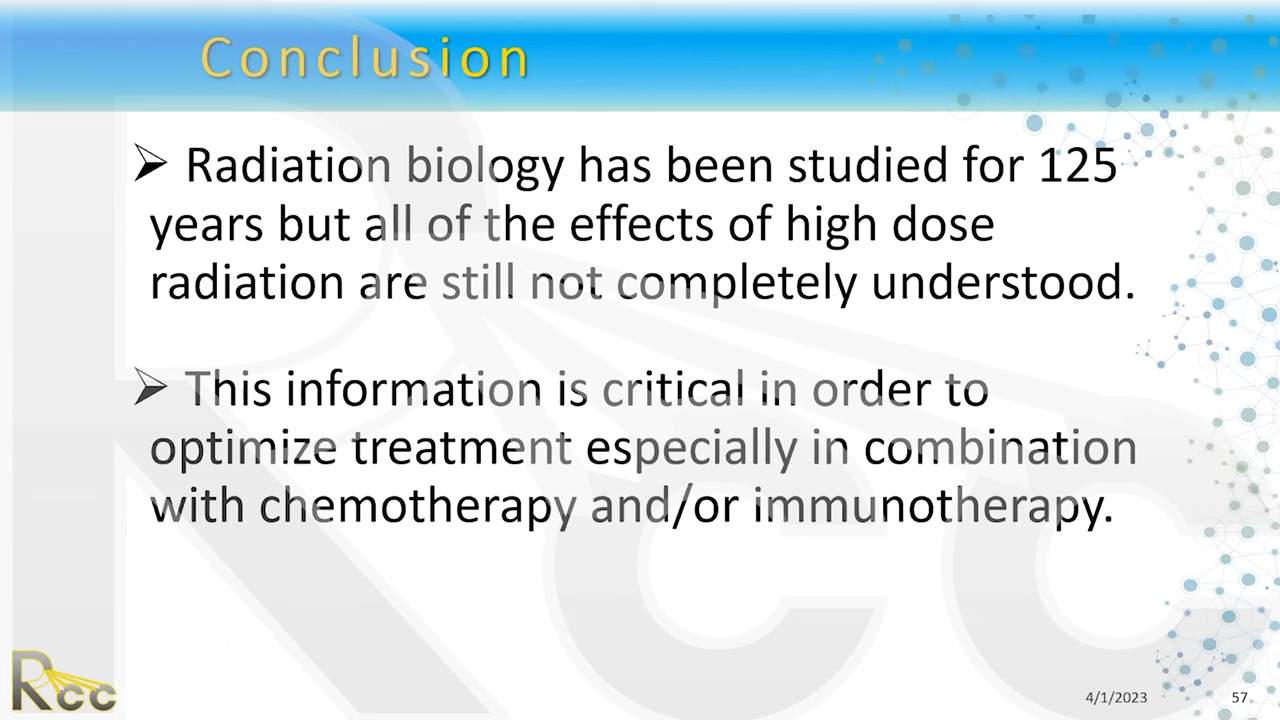 Conclusion
➢ Radiation biology has been studied for 125
years but all of the effects of high dose
radiation are still not completely understood.
➢ This information is critical in order to
optimize treatment especially in combination
with chemotherapy and/or immunotherapy.
Rcc
Rcc
4/1/2023 57